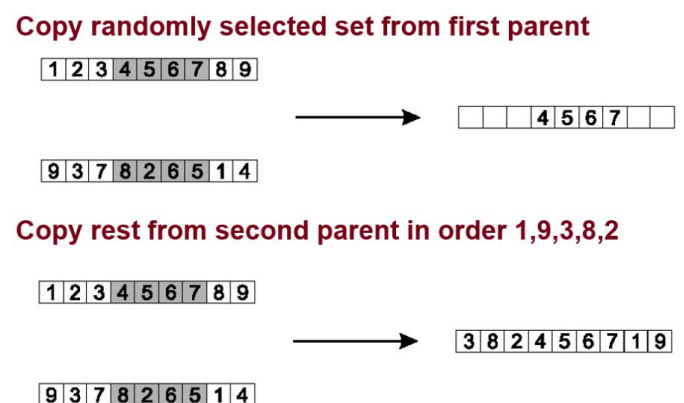 Copy randomly selected set from first parent
1 2 3 4 5 6 7 8 9
4 5 6 7
9 3 7 8 2 6 5 1 4
Copy rest from second parent in order 1,9,3,8,2
1 2 3 4 5 6 7 8 9
3 8 2 4 5 6 7 1 9
9 3 7 8 2 6 5 1 4